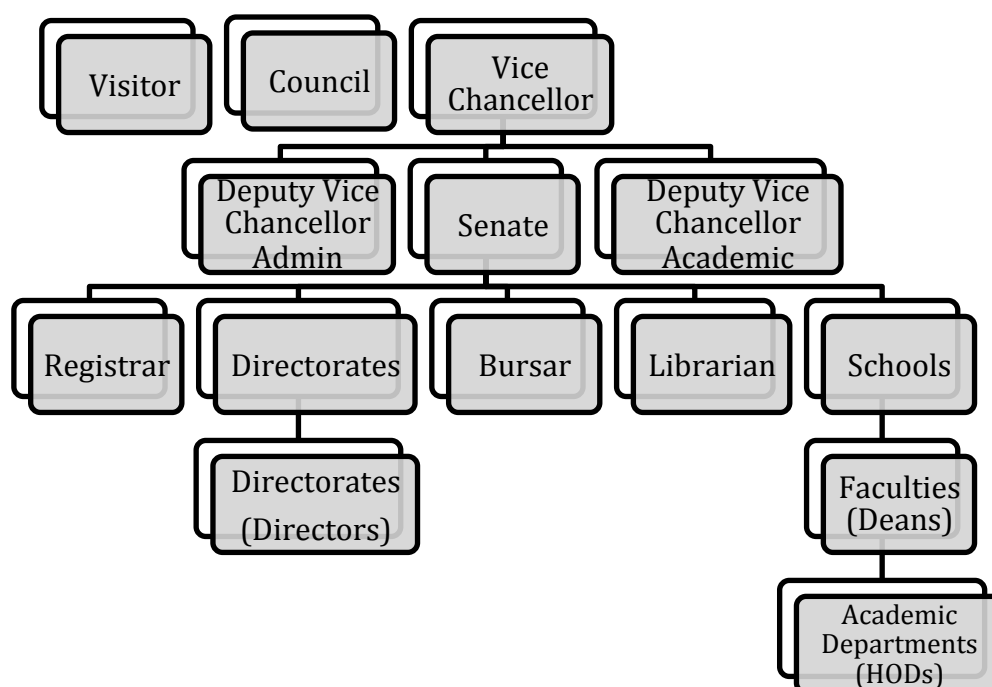 Visitor
Council
Vice
Chancellor
Deputy Vice
Chancellor
Admin
Senate
Deputy Vice
Chancellor
Academic
Registrar
Directorates
Bursar
Librarian
Schools
Directorates
(Directors)
Faculties
(Deans)
Academic
Departments
(HODs)